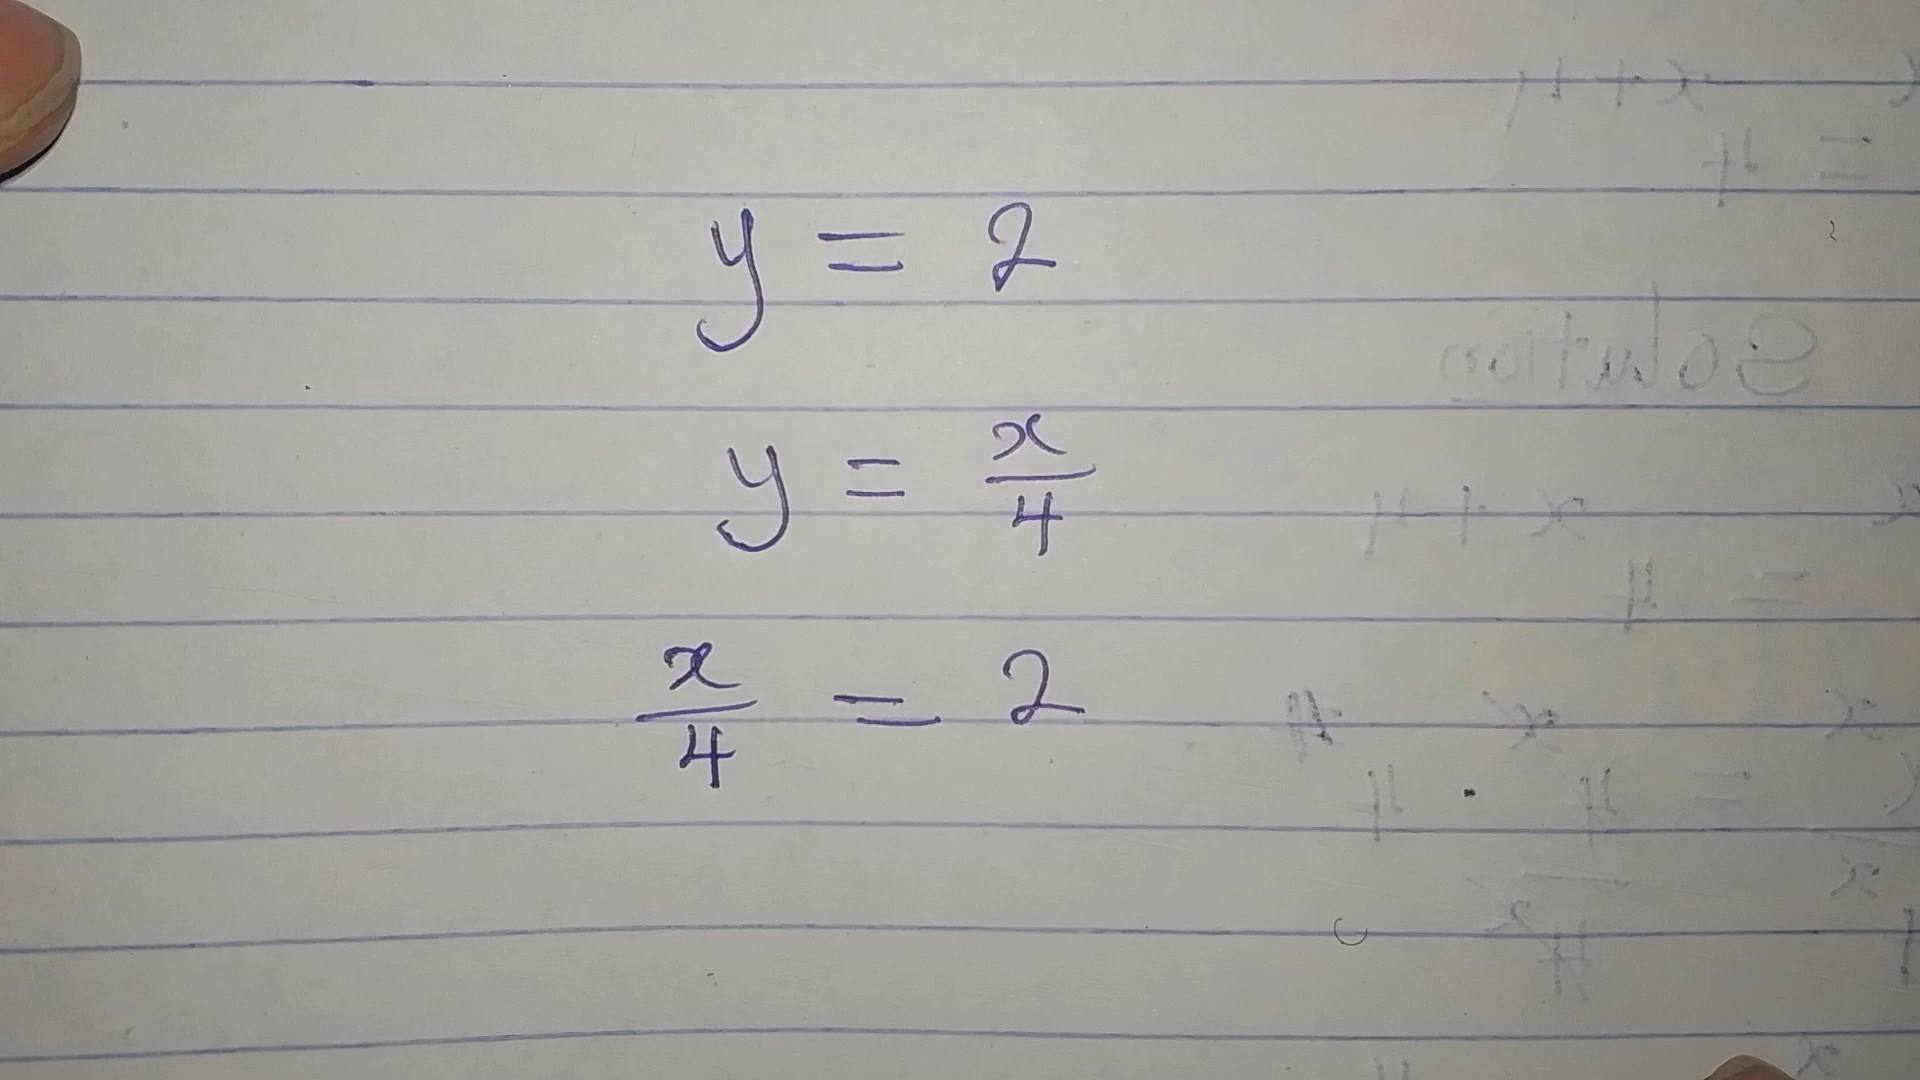 y = 2
y = x/4
x/4 = 2